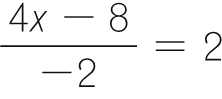 (4x − 8)/−2 = 2